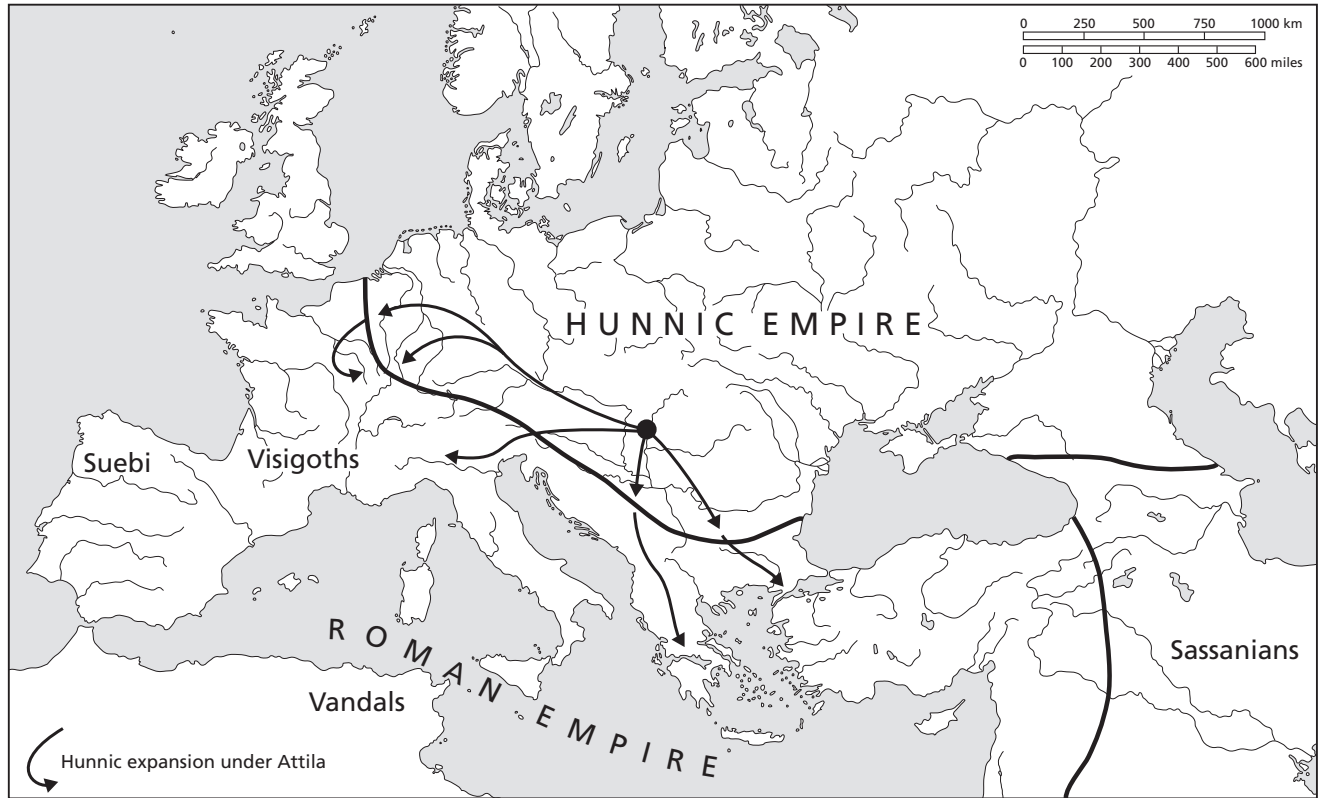 0 250 500 750 1000 km
0 100 200 300 400 500 600 miles
HUNNIC EMPIRE
Suebi
Visigoths
ROMAN EMPIRE
Sassanians
Vandals
Hunnic expansion under Attila